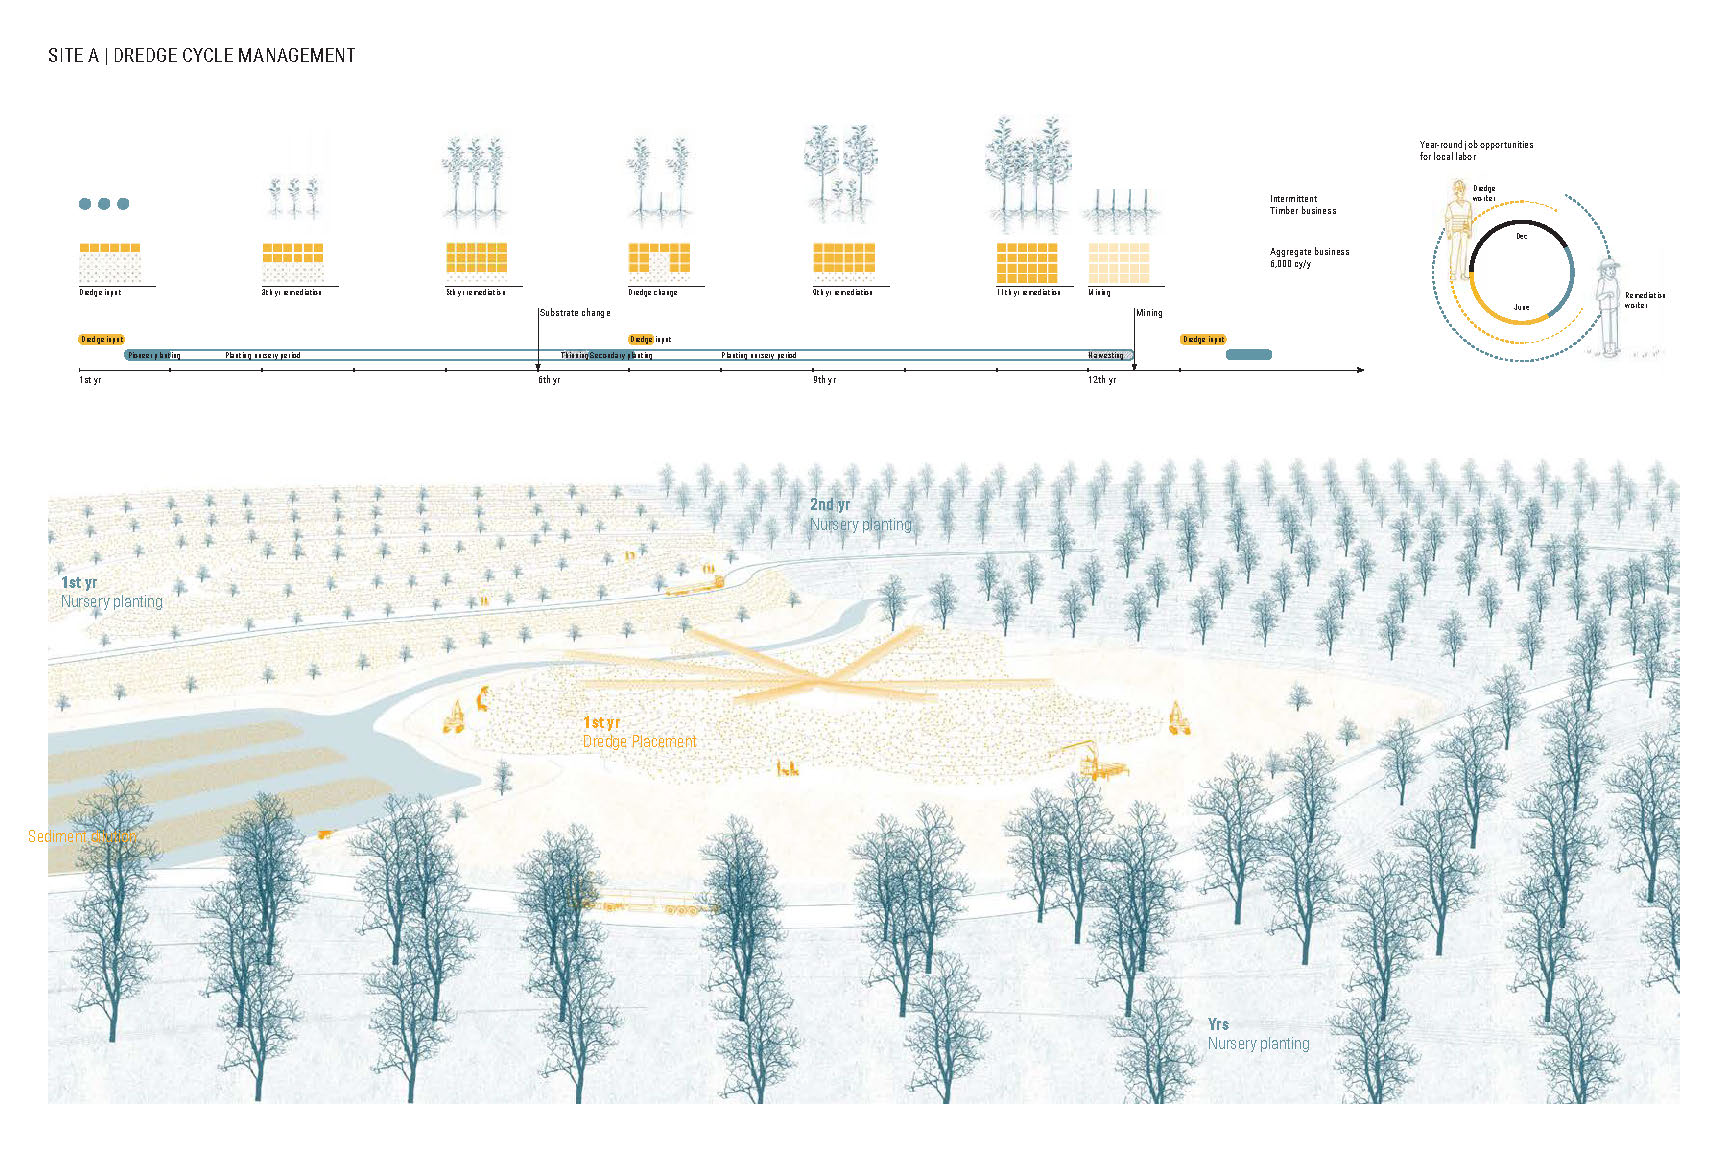 SITE A | DREDGE CYCLE MANAGEMENT
Year-round job opportunities
for local labor
Dredge
worker
Dec
June
Remediation
worker
Intermittent
Timber business
Aggregate business
6,000 cy/y
Dredge input
3th yr remediation
5th yr remediation
Dredge change
9th yr remediation
11th yr remediation
Mining
Substrate change
Mining
Dredge input
Dredge input
Dredge input
Pioneer planting
Planting nursery period
Thinning
Secondary planting
Planting nursery period
Harvesting
1st yr
6th yr
9th yr
12th yr
2nd yr
Nursery planting
1st yr
Nursery planting
1st yr
Dredge Placement
Sediment
Yrs
Nursery planting